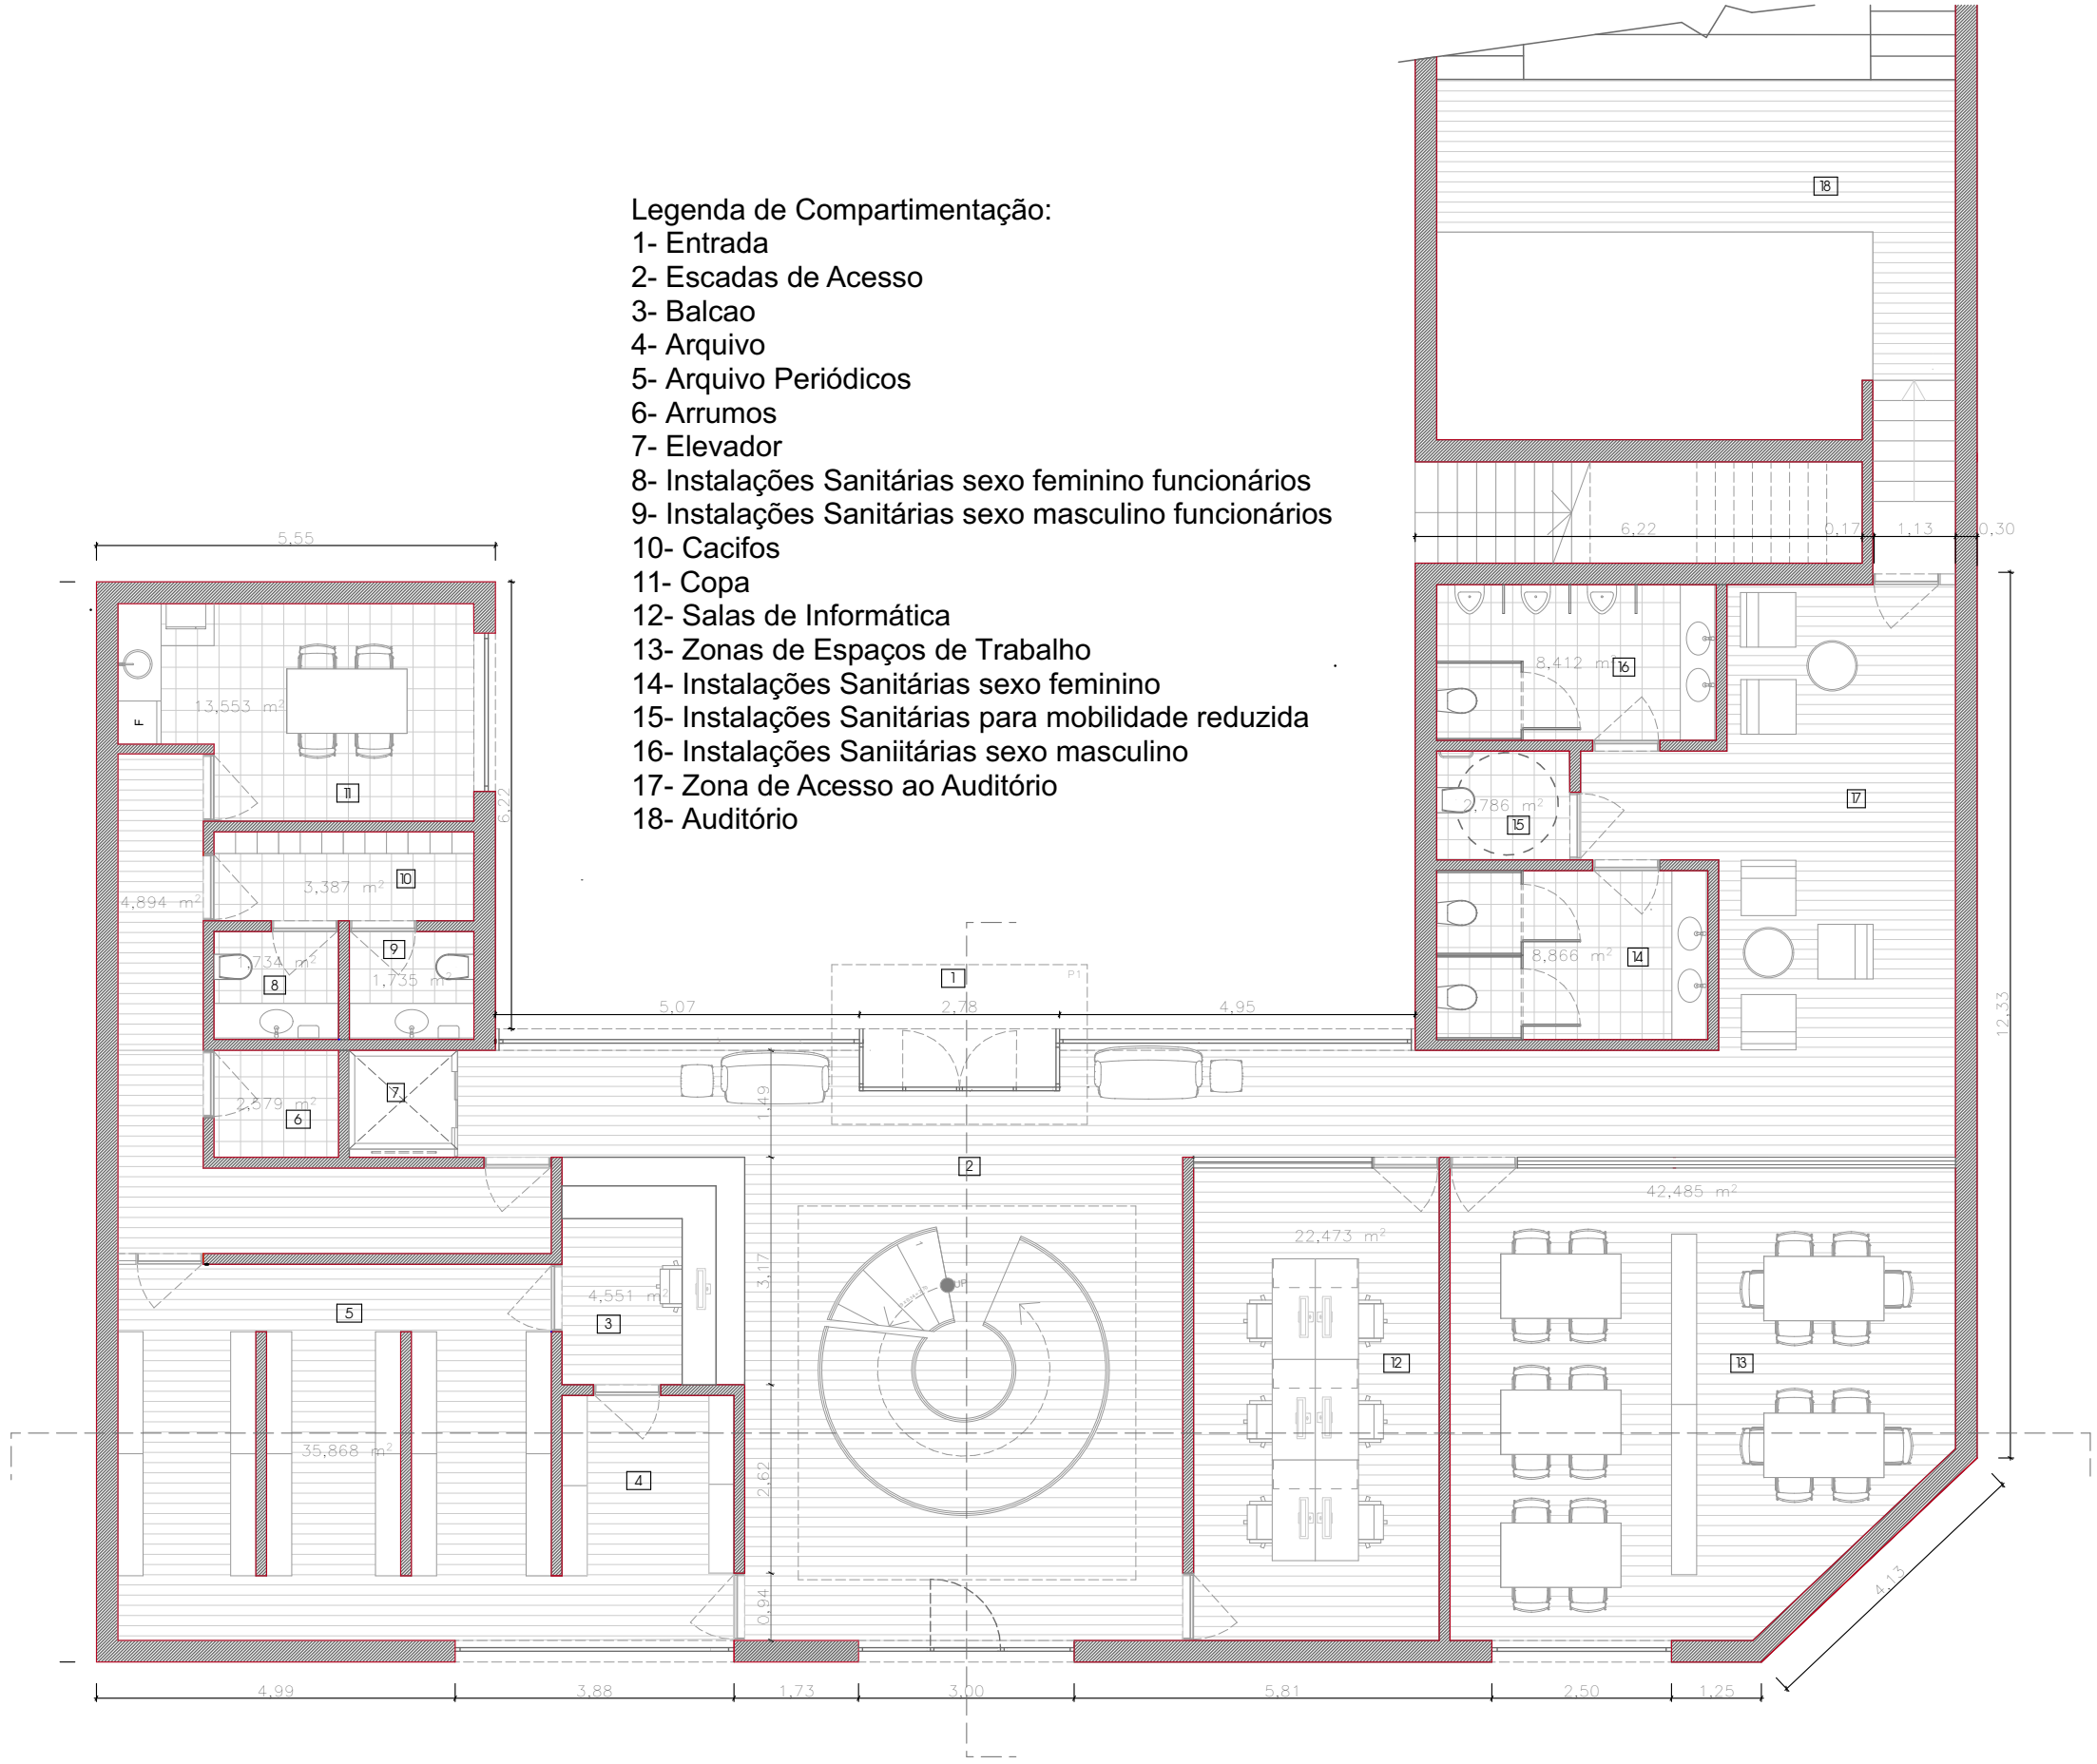 18
Legenda de Compartimentação:
1- Entrada
2- Escadas de Acesso
3- Balcao
4- Arquivo
5- Arquivo Periódicos
6- Arrumos
7- Elevador
8- Instalações Sanitárias sexo feminino funcionários
9- Instalações Sanitárias sexo masculino funcionários
10- Cacifos
11- Copa
12- Salas de Informática
13- Zonas de Espaços de Trabalho
14- Instalações Sanitárias sexo feminino
15- Instalações Sanitárias para mobilidade reduzida
16- Instalações Saniitárias sexo masculino
17- Zona de Acesso ao Auditório
18- Auditório
6,22 0,17 1,13 0,30
5,55
8,412 m² 16
13,553 m²
F
11
6,22
17
2,786 m²
15
10
3,387 m²
4,894 m²
9
1,734 m²
8
1,735 m²
14
8,866 m²
1
P1
5,07 2,78 4,95
12,33
7
2,579 m²
6
1,49
2
42,485 m²
22,473 m²
1
UP
3,17
4,551 m²
3
5
12
13
35,868 m²
4
2,62
0,94
4,13
4,99 3,88 1,73 3,00 5,81 2,50 1,25